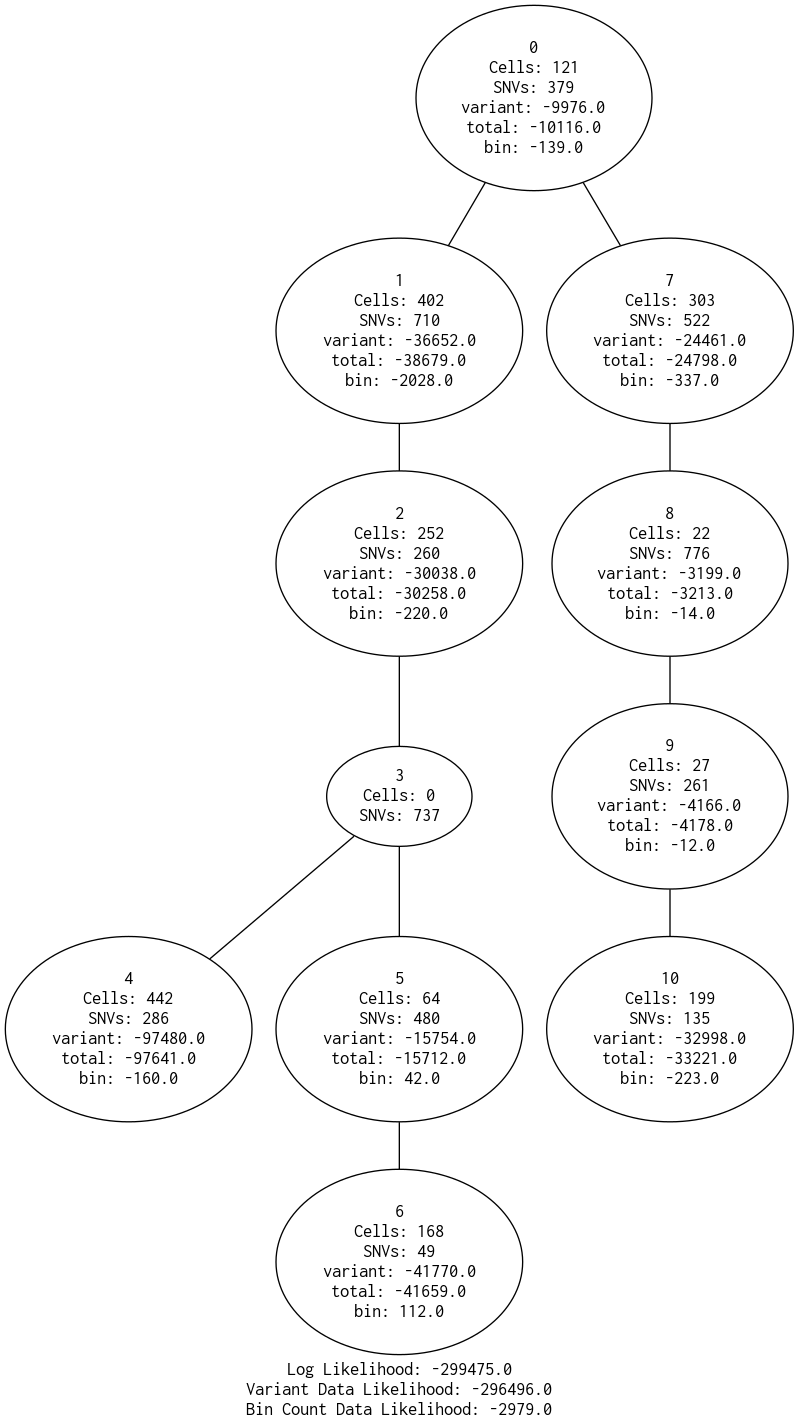 0
Cells: 121
SNVs: 379
variant: -9976.0
total: -10116.0
bin: -139.0
1
Cells: 402
SNVs: 710
variant: -36652.0
total: -38679.0
bin: -2028.0
7
Cells: 303
SNVs: 522
variant: -24461.0
total: -24798.0
bin: -337.0
2
Cells: 252
SNVs: 260
variant: -30038.0
total: -30258.0
bin: -220.0
8
Cells: 22
SNVs: 776
variant: -3199.0
total: -3213.0
bin: -14.0
3
Cells: 0
SNVs: 737
9
Cells: 27
SNVs: 261
variant: -4166.0
total: -4178.0
bin: -12.0
4
Cells: 442
SNVs: 286
variant: -97480.0
total: -97641.0
bin: -160.0
5
Cells: 64
SNVs: 480
variant: -15754.0
total: -15712.0
bin: 42.0
10
Cells: 199
SNVs: 135
variant: -32998.0
total: -33221.0
bin: -223.0
6
Cells: 168
SNVs: 49
variant: -41770.0
total: -41659.0
bin: 112.0
Log Likelihood: -299475.0
Variant Data Likelihood: -296496.0
Bin Count Data Likelihood: -2979.0